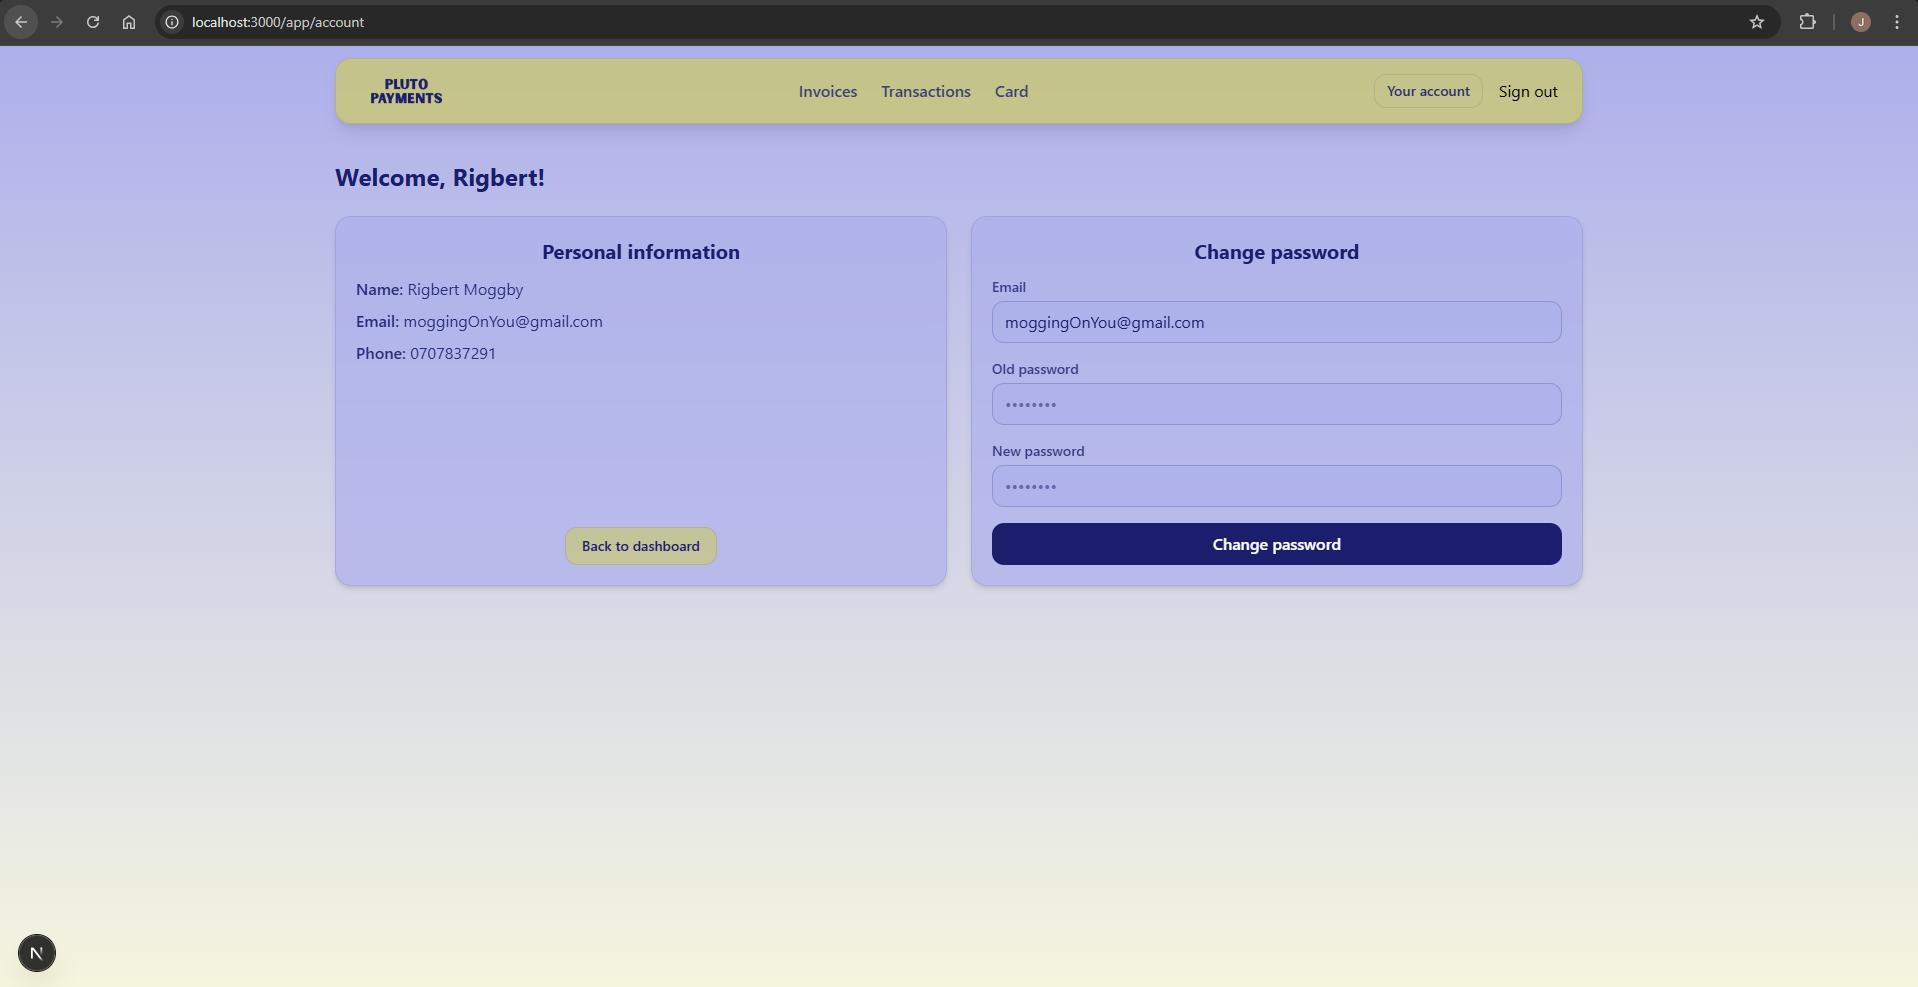 localhost:3000/app/account
J
PLUTO
PAYMENTS
Invoices
Transactions
Card
Your account
Sign out
Welcome, Rigbert!
Personal information
Name: Rigbert Moggby
Email: moggingOnYou@gmail.com
Phone: 0707837291
Back to dashboard
Change password
Email
moggingOnYou@gmail.com
Old password
••••••••
New password
••••••••
Change password
N